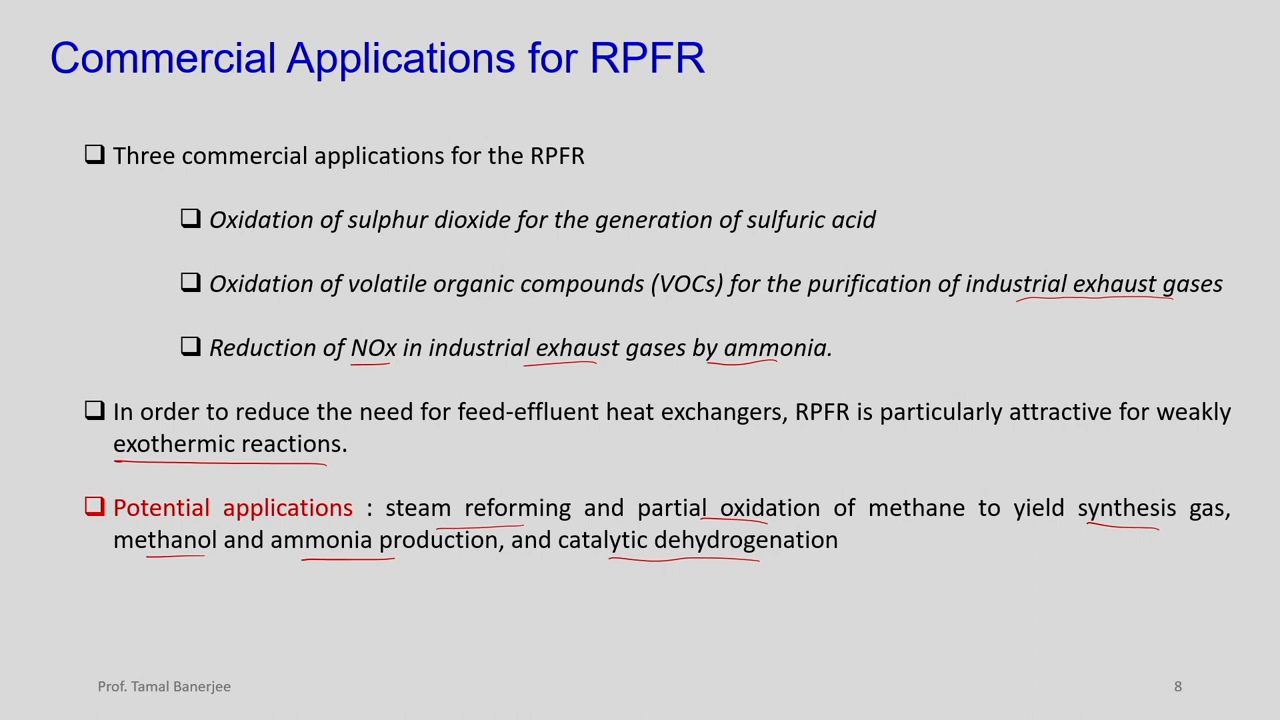 Commercial Applications for RPFR
❑ Three commercial applications for the RPFR
❑ Oxidation of sulphur dioxide for the generation of sulfuric acid
❑ Oxidation of volatile organic compounds (VOCs) for the purification of industrial exhaust gases
❑ Reduction of NOx in industrial exhaust gases by ammonia.
❑ In order to reduce the need for feed-effluent heat exchangers, RPFR is particularly attractive for weakly
exothermic reactions.
❑ Potential applications : steam reforming and partial oxidation of methane to yield synthesis gas,
methanol and ammonia production, and catalytic dehydrogenation
Prof. Tamal Banerjee
8